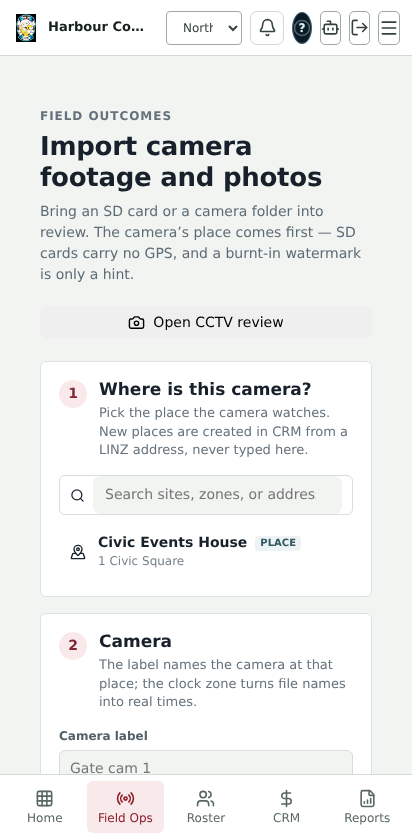 Harbour Co…
North
?
FIELD OUTCOMES
Import camera
footage and photos
Bring an SD card or a camera folder into
review. The camera’s place comes first — SD
cards carry no GPS, and a burnt-in watermark
is only a hint.
Open CCTV review
1
Where is this camera?
Pick the place the camera watches.
New places are created in CRM from a
LINZ address, never typed here.
Search sites, zones, or addres
Civic Events House PLACE
1 Civic Square
2
Camera
The label names the camera at that
place; the clock zone turns file names
into real times.
Camera label
Gate cam 1
Home
Field Ops
Roster
CRM
Reports